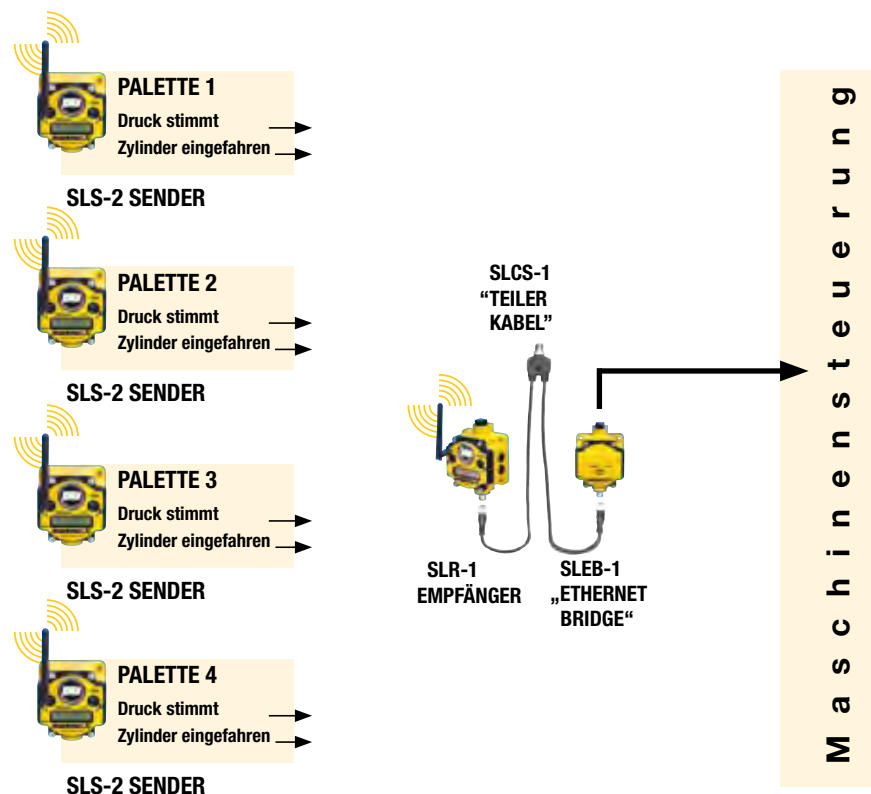 PALETTE 1
Druck stimmt
Zylinder eingefahren
SLS-2 SENDER
PALETTE 2
Druck stimmt
Zylinder eingefahren
SLS-2 SENDER
PALETTE 3
Druck stimmt
Zylinder eingefahren
SLS-2 SENDER
PALETTE 4
Druck stimmt
Zylinder eingefahren
SLS-2 SENDER
SLCS-1
“TEILER
KABEL”
SLR-1
EMPFÄNGER
SLEB-1
„ETHERNET
BRIDGE“
Maschinensteuerung